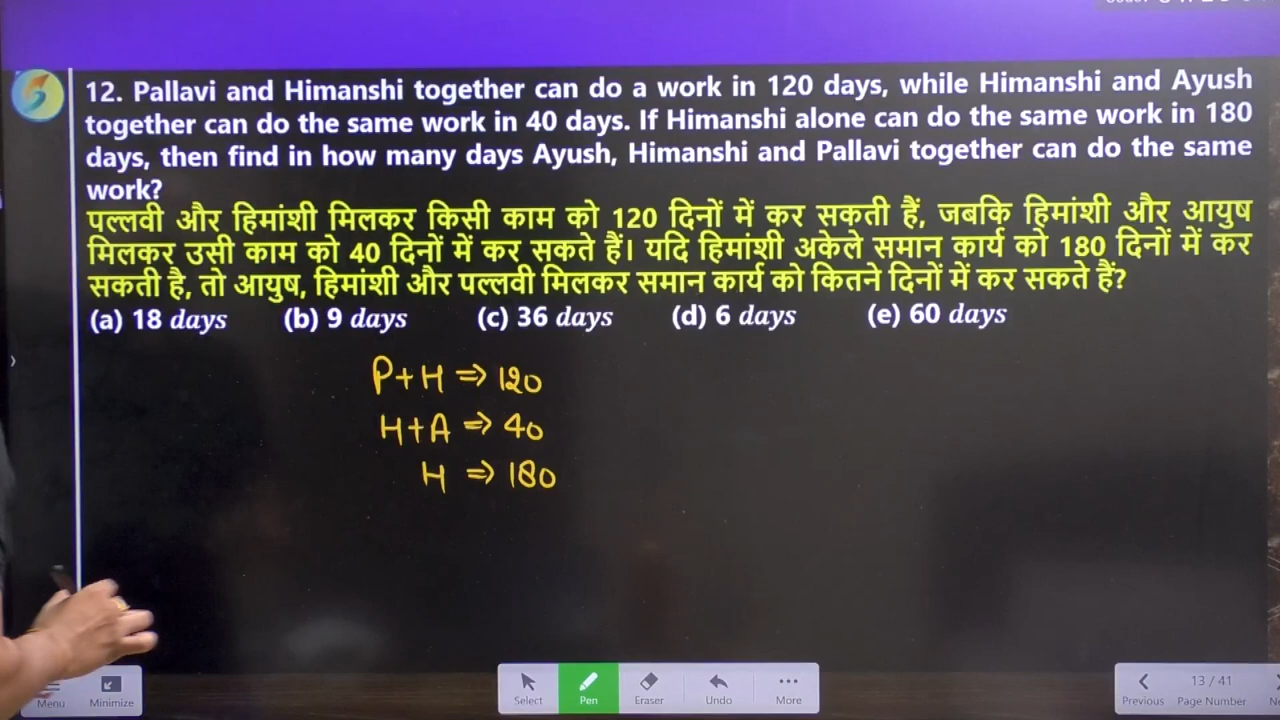 12. Pallavi and Himanshi together can do a work in 120 days, while Himanshi and Ayush
together can do the same work in 40 days. If Himanshi alone can do the same work in 180
days, then find in how many days Ayush, Himanshi and Pallavi together can do the same
work?
पल्लवी और हिमांशी मिलकर किसी काम को 120 दिनों में कर सकती हैं, जबकि हिमांशी और आयुष
मिलकर उसी काम को 40 दिनों में कर सकते हैं। यदि हिमांशी अकेले समान कार्य को 180 दिनों में कर
सकती है, तो आयुष, हिमांशी और पल्लवी मिलकर समान कार्य को कितने दिनों में कर सकते हैं?
(a) 18 days (b) 9 days (c) 36 days (d) 6 days (e) 60 days
P+H ⇒ 120
H+A ⇒ 40
H ⇒ 180
Menu Minimize Select Pen Eraser Undo More Previous 13 / 41 Page Number